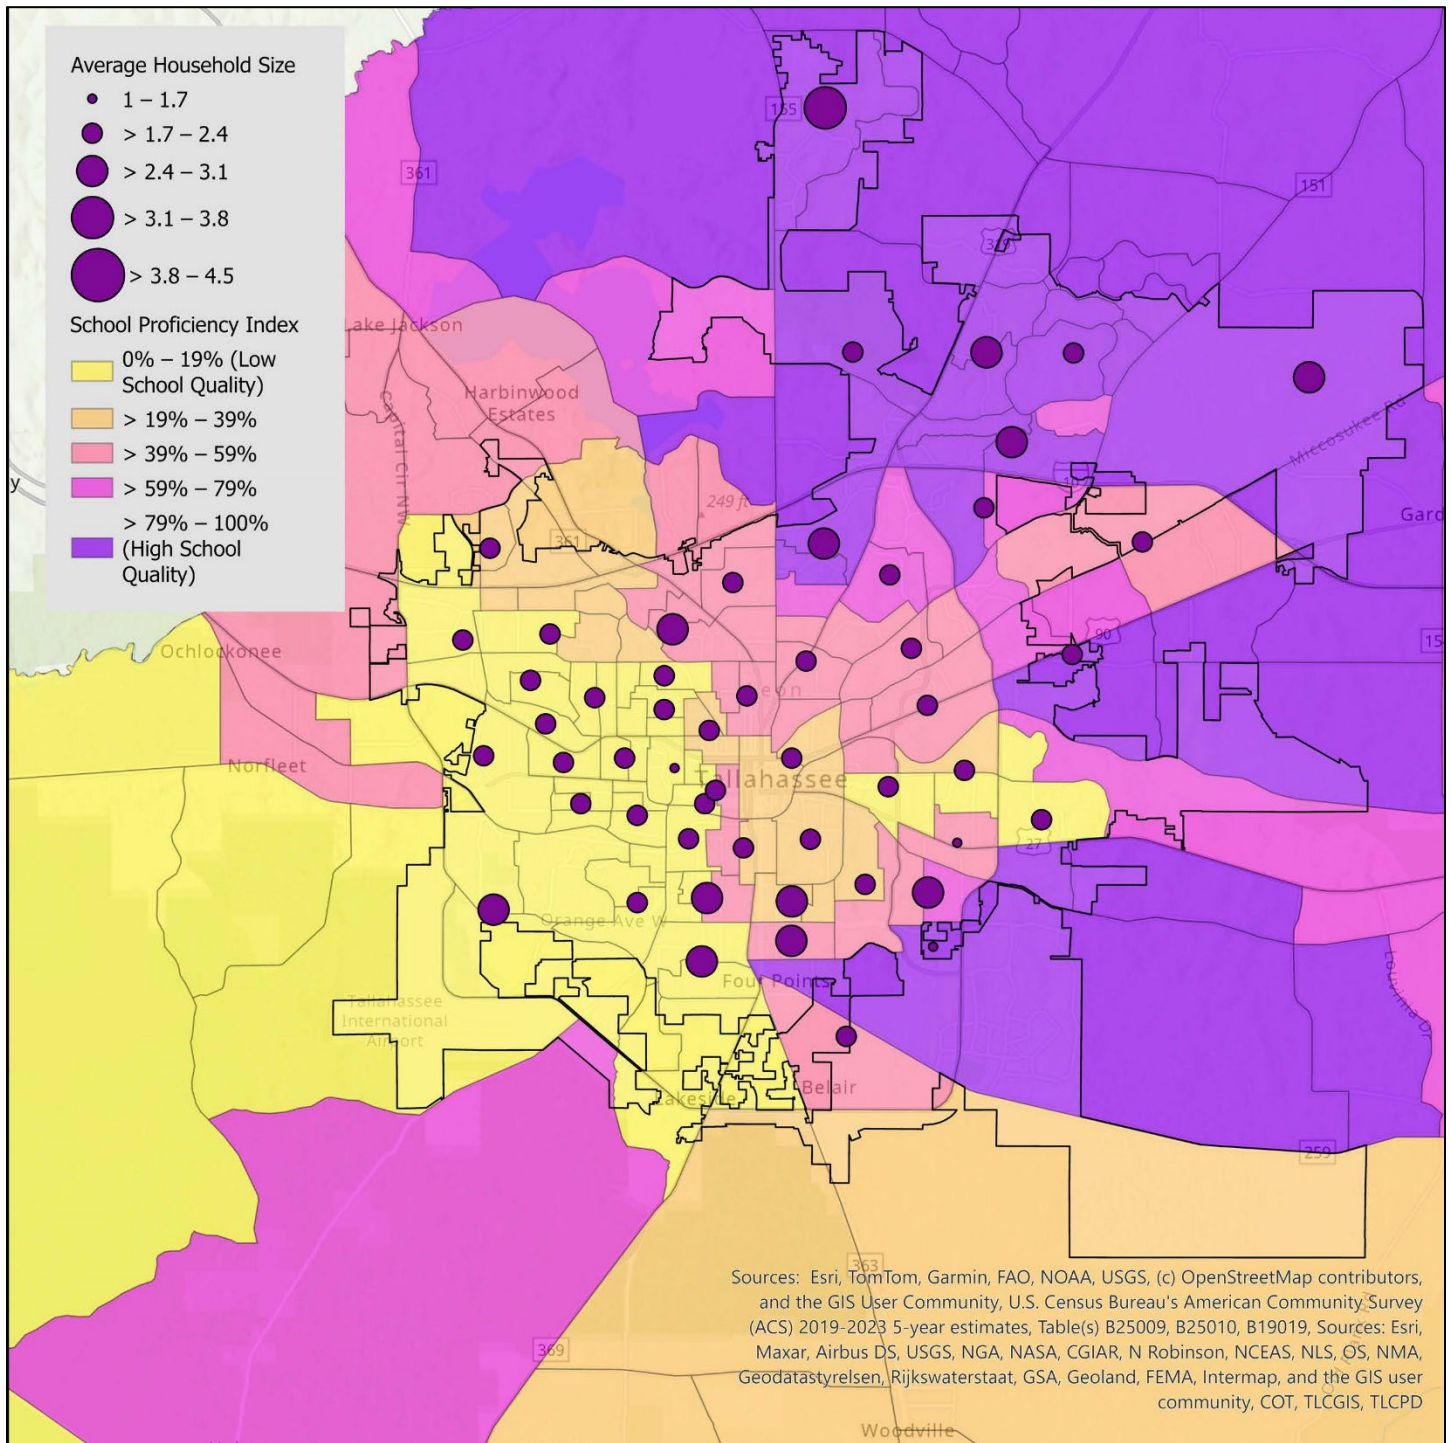 Average Household Size
1 – 1.7
> 1.7 – 2.4
> 2.4 – 3.1
> 3.1 – 3.8
> 3.8 – 4.5
School Proficiency Index
0% – 19% (Low
School Quality)
> 19% – 39%
> 39% – 59%
> 59% – 79%
> 79% – 100%
(High School
Quality)
155
361
151
319
Lake Jackson
Harbinwood
Estates
Capital Cir NW
Miccosukee Rd
y
249 ft
Gard
361
90
15
Ochlockonee
eon
Norfleet
Tallahassee
27
Orange Ave W
Four Points
Tallahassee
International
Airport
Louvinia Dr
Belair
Lakeside
259
363
369
Woodville
Sources: Esri, TomTom, Garmin, FAO, NOAA, USGS, (c) OpenStreetMap contributors,
and the GIS User Community, U.S. Census Bureau's American Community Survey
(ACS) 2019-2023 5-year estimates, Table(s) B25009, B25010, B19019, Sources: Esri,
Maxar, Airbus DS, USGS, NGA, NASA, CGIAR, N Robinson, NCEAS, NLS, OS, NMA,
Geodatastyrelsen, Rijkswaterstaat, GSA, Geoland, FEMA, Intermap, and the GIS user
community, COT, TLCGIS, TLCPD